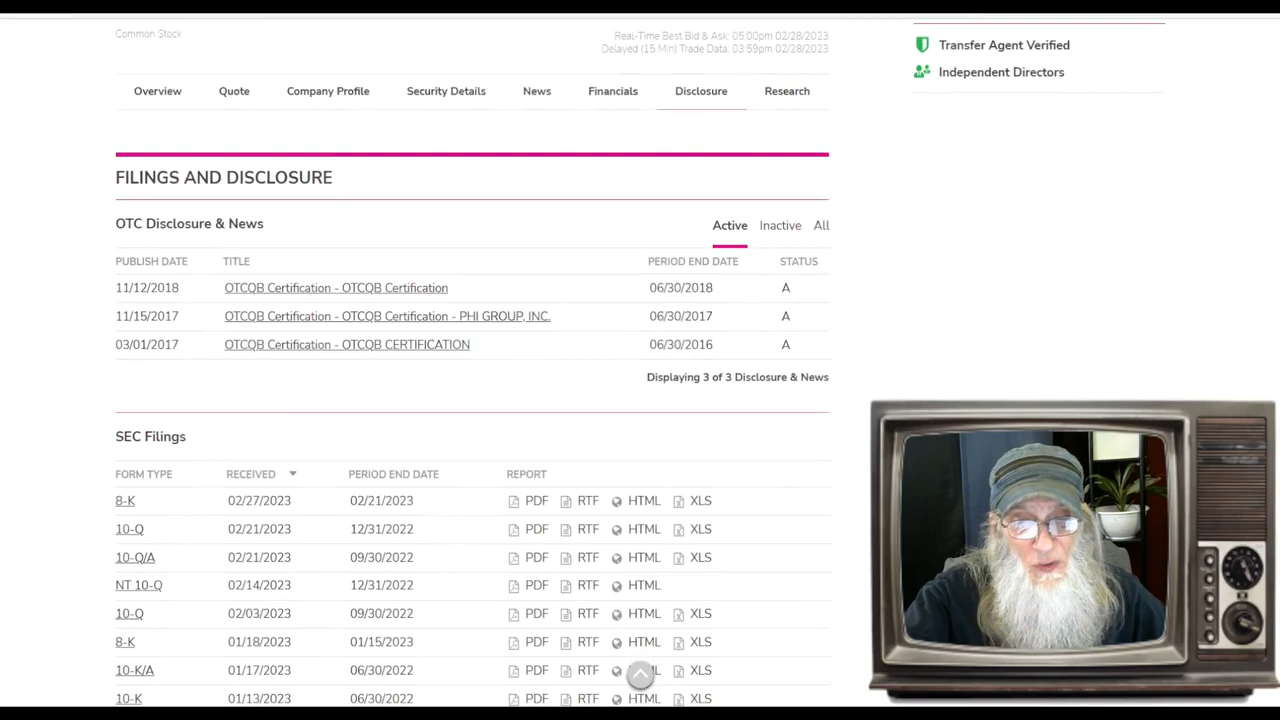 Common Stock
Real-Time Best Bid & Ask: 05:00pm 02/28/2023
Delayed (15 Min) Trade Data: 03:59pm 02/28/2023
Transfer Agent Verified
Independent Directors
Overview Quote Company Profile Security Details News Financials Disclosure Research
FILINGS AND DISCLOSURE
OTC Disclosure & News
Active Inactive All
PUBLISH DATE TITLE PERIOD END DATE STATUS
11/12/2018 OTCQB Certification - OTCQB Certification 06/30/2018 A
11/15/2017 OTCQB Certification - OTCQB Certification - PHI GROUP, INC. 06/30/2017 A
03/01/2017 OTCQB Certification - OTCQB CERTIFICATION 06/30/2016 A
Displaying 3 of 3 Disclosure & News
SEC Filings
FORM TYPE RECEIVED PERIOD END DATE REPORT
8-K 02/27/2023 02/21/2023 PDF RTF HTML XLS
10-Q 02/21/2023 12/31/2022 PDF RTF HTML XLS
10-Q/A 02/21/2023 09/30/2022 PDF RTF HTML XLS
NT 10-Q 02/14/2023 12/31/2022 PDF RTF HTML
10-Q 02/03/2023 09/30/2022 PDF RTF HTML XLS
8-K 01/18/2023 01/15/2023 PDF RTF HTML XLS
10-K/A 01/17/2023 06/30/2022 PDF RTF HTML XLS
10-K 01/13/2023 06/30/2022 PDF RTF HTML XLS